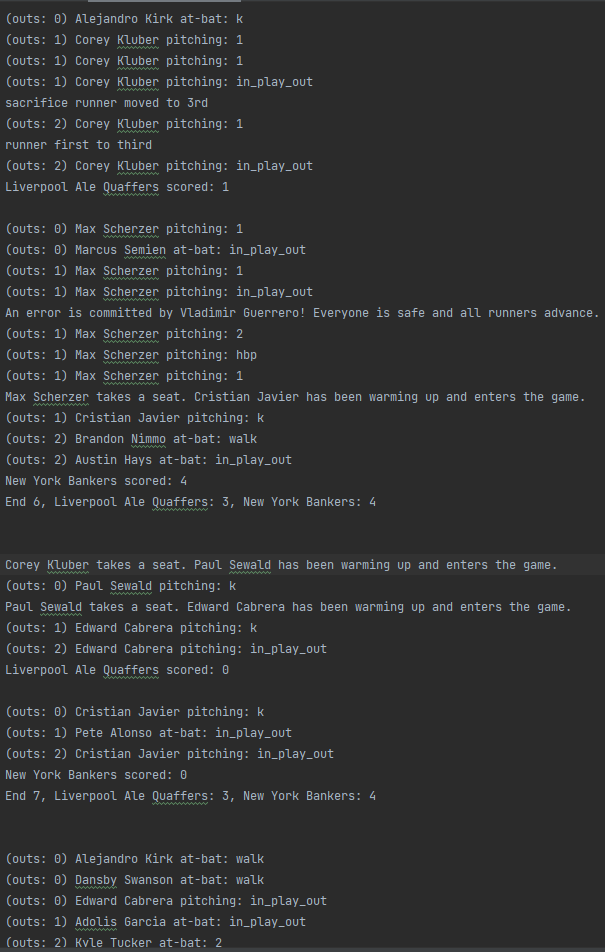 (outs: 0) Alejandro Kirk at-bat: k
(outs: 1) Corey Kluber pitching: 1
(outs: 1) Corey Kluber pitching: 1
(outs: 1) Corey Kluber pitching: in_play_out
sacrifice runner moved to 3rd
(outs: 2) Corey Kluber pitching: 1
runner first to third
(outs: 2) Corey Kluber pitching: in_play_out
Liverpool Ale Quaffers scored: 1
(outs: 0) Max Scherzer pitching: 1
(outs: 0) Marcus Semien at-bat: in_play_out
(outs: 1) Max Scherzer pitching: 1
(outs: 1) Max Scherzer pitching: in_play_out
An error is committed by Vladimir Guerrero! Everyone is safe and all runners advance.
(outs: 1) Max Scherzer pitching: 2
(outs: 1) Max Scherzer pitching: hbp
(outs: 1) Max Scherzer pitching: 1
Max Scherzer takes a seat. Cristian Javier has been warming up and enters the game.
(outs: 1) Cristian Javier pitching: k
(outs: 2) Brandon Nimmo at-bat: walk
(outs: 2) Austin Hays at-bat: in_play_out
New York Bankers scored: 4
End 6, Liverpool Ale Quaffers: 3, New York Bankers: 4
Corey Kluber takes a seat. Paul Sewald has been warming up and enters the game.
(outs: 0) Paul Sewald pitching: k
Paul Sewald takes a seat. Edward Cabrera has been warming up and enters the game.
(outs: 1) Edward Cabrera pitching: k
(outs: 2) Edward Cabrera pitching: in_play_out
Liverpool Ale Quaffers scored: 0
(outs: 0) Cristian Javier pitching: k
(outs: 1) Pete Alonso at-bat: in_play_out
(outs: 2) Cristian Javier pitching: in_play_out
New York Bankers scored: 0
End 7, Liverpool Ale Quaffers: 3, New York Bankers: 4
(outs: 0) Alejandro Kirk at-bat: walk
(outs: 0) Dansby Swanson at-bat: walk
(outs: 0) Edward Cabrera pitching: in_play_out
(outs: 1) Adolis Garcia at-bat: in_play_out
(outs: 2) Kyle Tucker at-bat: 2